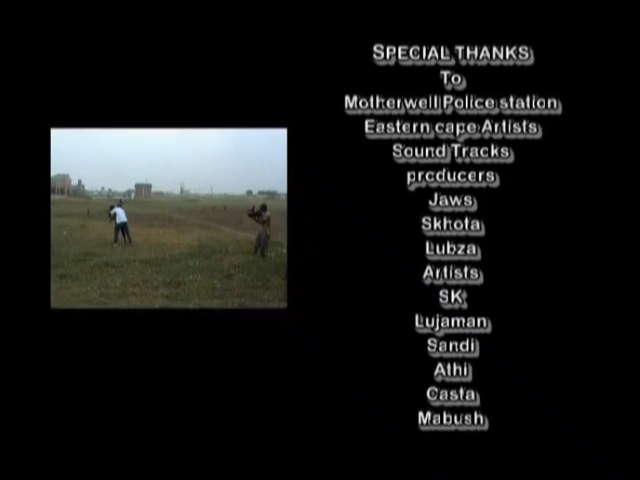 SPECIAL THANKS
To
Motherwell Police station
Eastern cape Artists
Sound Tracks
producers
Jaws
Skhota
Lubza
Artists
SK
Lujaman
Sandi
Athi
Casta
Mabush